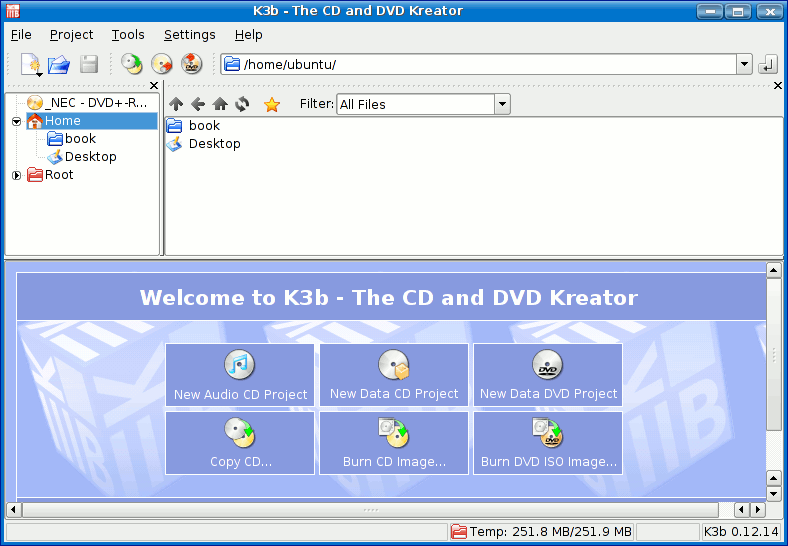 K3b - The CD and DVD Kreator
File Project Tools Settings Help
/home/ubuntu/
_NEC - DVD+-R...
Home
book
Desktop
Root
Filter: All Files
book
Desktop
Welcome to K3b - The CD and DVD Kreator
New Audio CD Project
New Data CD Project
New Data DVD Project
Copy CD...
Burn CD Image...
Burn DVD ISO Image...
Temp: 251.8 MB/251.9 MB
K3b 0.12.14